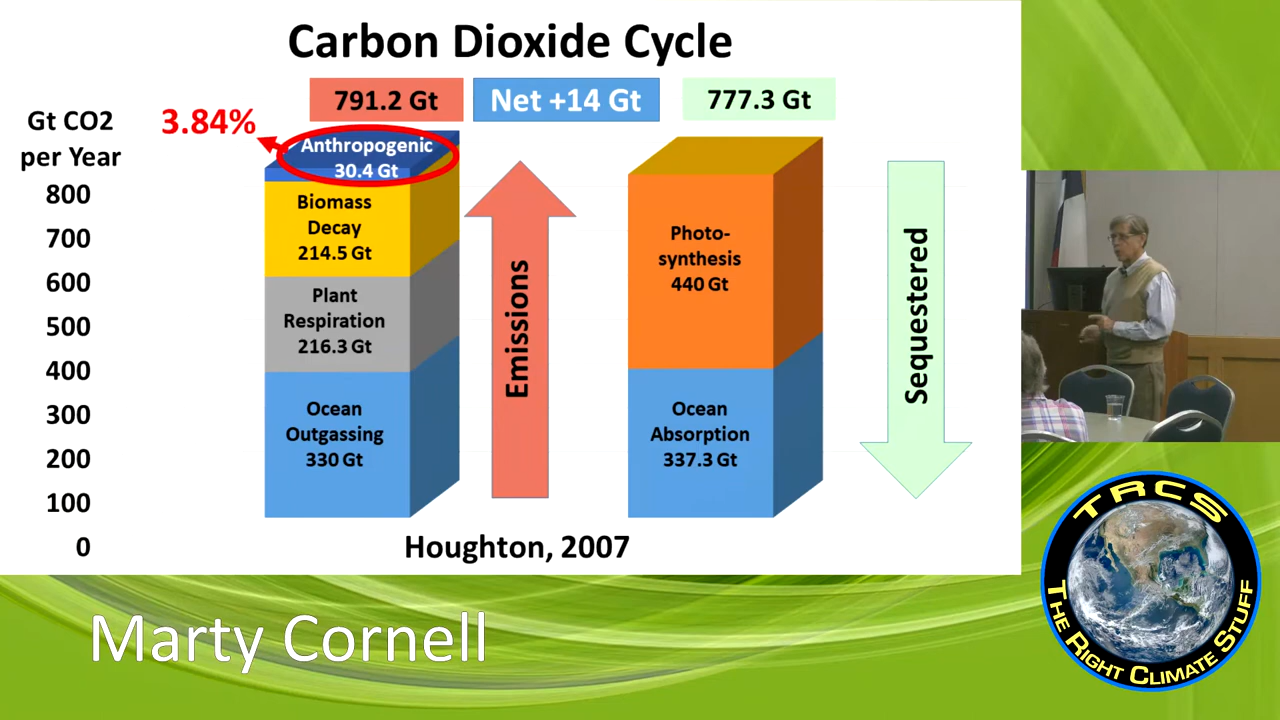 Carbon Dioxide Cycle
791.2 Gt
Net +14 Gt
777.3 Gt
Gt CO2
per Year
3.84%
800
700
600
500
400
300
200
100
0
Anthropogenic
30.4 Gt
Biomass
Decay
214.5 Gt
Plant
Respiration
216.3 Gt
Ocean
Outgassing
330 Gt
Emissions
Photo-
synthesis
440 Gt
Ocean
Absorption
337.3 Gt
Sequestered
Houghton, 2007
Marty Cornell
TRCS
THE RIGHT CLIMATE STUFF